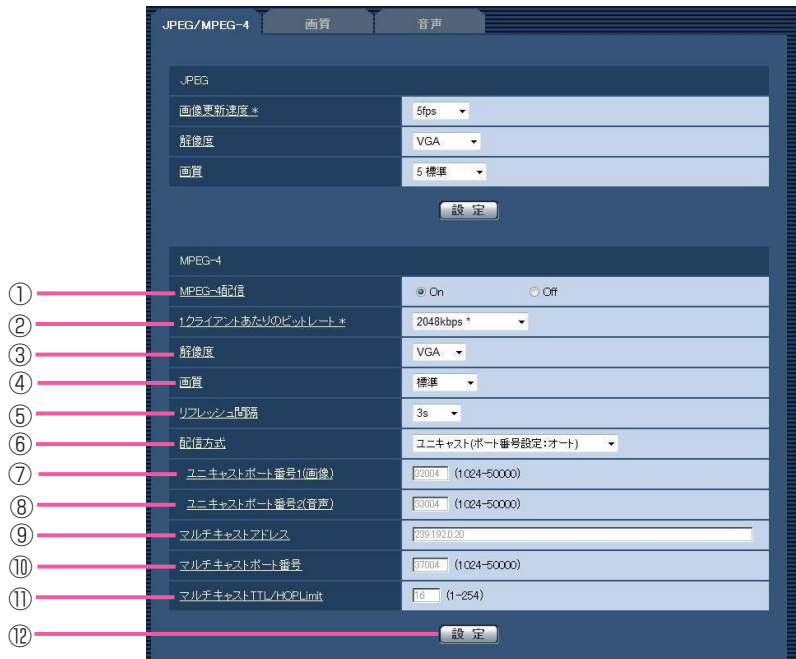 JPEG/MPEG-4 画質 音声
JPEG
画像更新速度 * 5fps
解像度 VGA
画質 5 標準
設 定
MPEG-4
① MPEG-4配信 On Off
② 1クライアントあたりのビットレート * 2048kbps *
③ 解像度 VGA
④ 画質 標準
⑤ リフレッシュ間隔 3s
⑥ 配信方式 ユニキャスト(ポート番号設定:オート)
⑦ ユニキャストポート番号1(画像) 32004 (1024-50000)
⑧ ユニキャストポート番号2(音声) 33004 (1024-50000)
⑨ マルチキャストアドレス 239.192.0.20
⑩ マルチキャストポート番号 37004 (1024-50000)
⑪ マルチキャストTTL/HOPLimit 16 (1-254)
⑫ 設 定